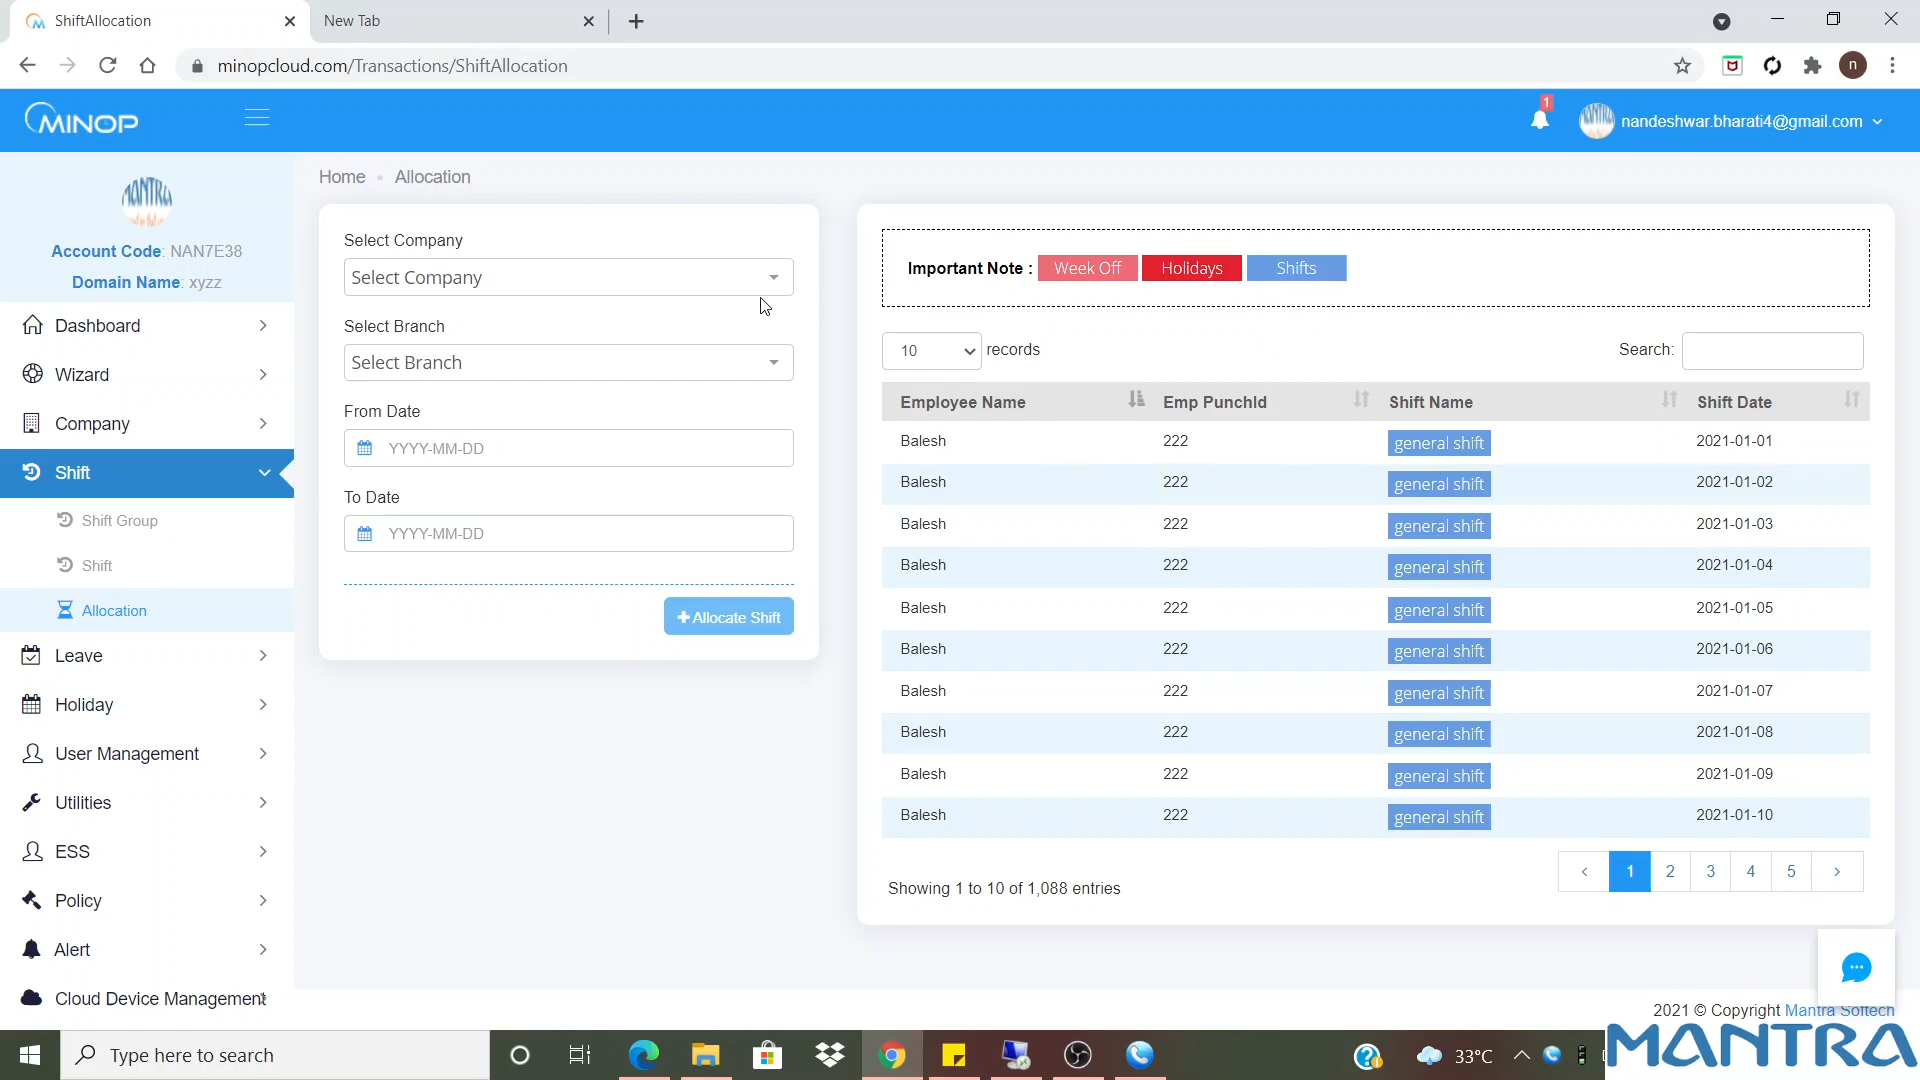 ShiftAllocation
New Tab
minopcloud.com/Transactions/ShiftAllocation
n
MINOP
1
nandeshwar.bharati4@gmail.com
MANTRA
Account Code: NAN7E38
Domain Name: xyzz
Dashboard
Wizard
Company
Shift
Shift Group
Shift
Allocation
Leave
Holiday
User Management
Utilities
ESS
Policy
Alert
Cloud Device Management
Home • Allocation
Select Company
Select Company
Select Branch
Select Branch
From Date
YYYY-MM-DD
To Date
YYYY-MM-DD
+Allocate Shift
Important Note : Week Off Holidays Shifts
10 records
Search:
Employee Name Emp PunchId Shift Name Shift Date
Balesh 222 general shift 2021-01-01
Balesh 222 general shift 2021-01-02
Balesh 222 general shift 2021-01-03
Balesh 222 general shift 2021-01-04
Balesh 222 general shift 2021-01-05
Balesh 222 general shift 2021-01-06
Balesh 222 general shift 2021-01-07
Balesh 222 general shift 2021-01-08
Balesh 222 general shift 2021-01-09
Balesh 222 general shift 2021-01-10
Showing 1 to 10 of 1,088 entries
‹ 1 2 3 4 5 ›
2021 © Copyright Mantra Softech
Type here to search
33°C
MANTRA